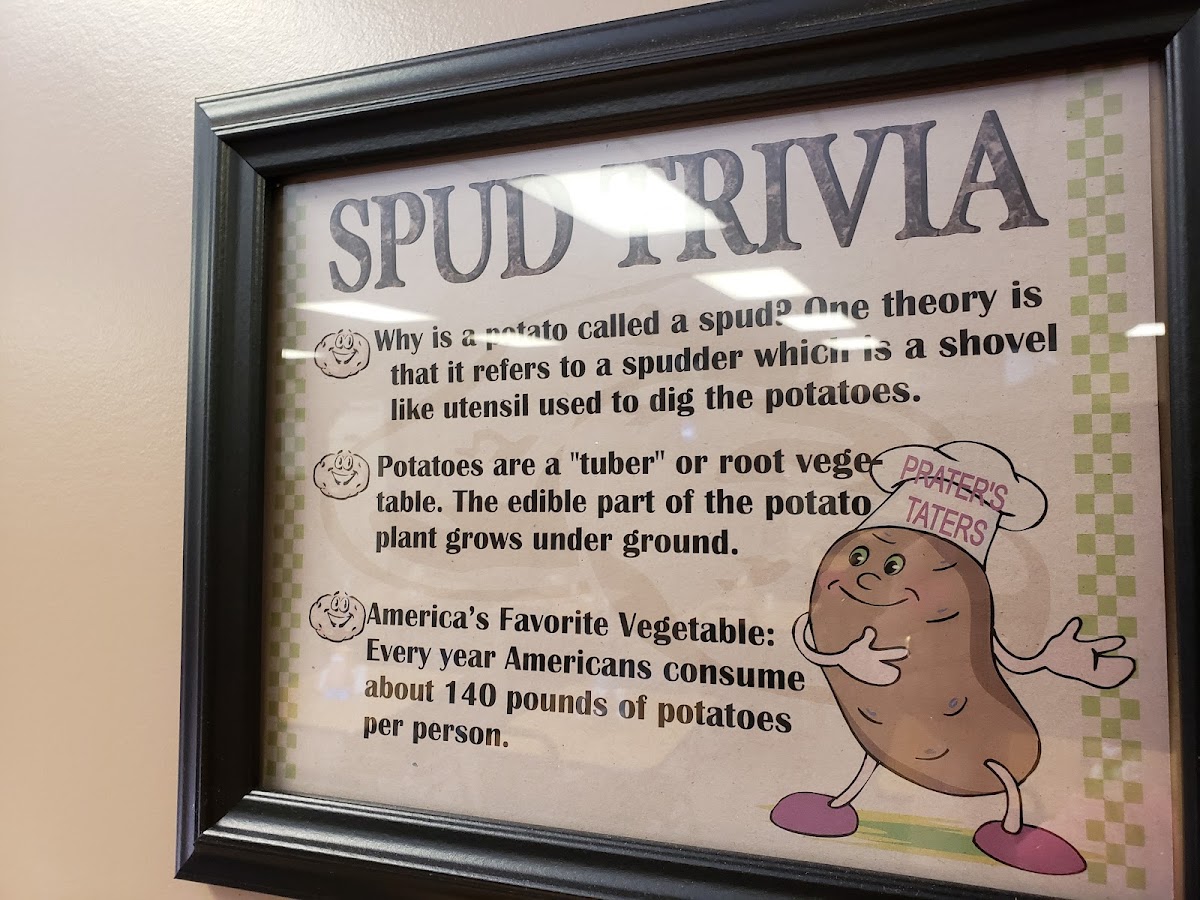 SPUD TRIVIA
Why is a potato called a spud? One theory is
that it refers to a spudder which is a shovel
like utensil used to dig the potatoes.
Potatoes are a "tuber" or root vege-
table. The edible part of the potato
plant grows under ground.
America's Favorite Vegetable:
Every year Americans consume
about 140 pounds of potatoes
per person.
PRATER'S
TATERS